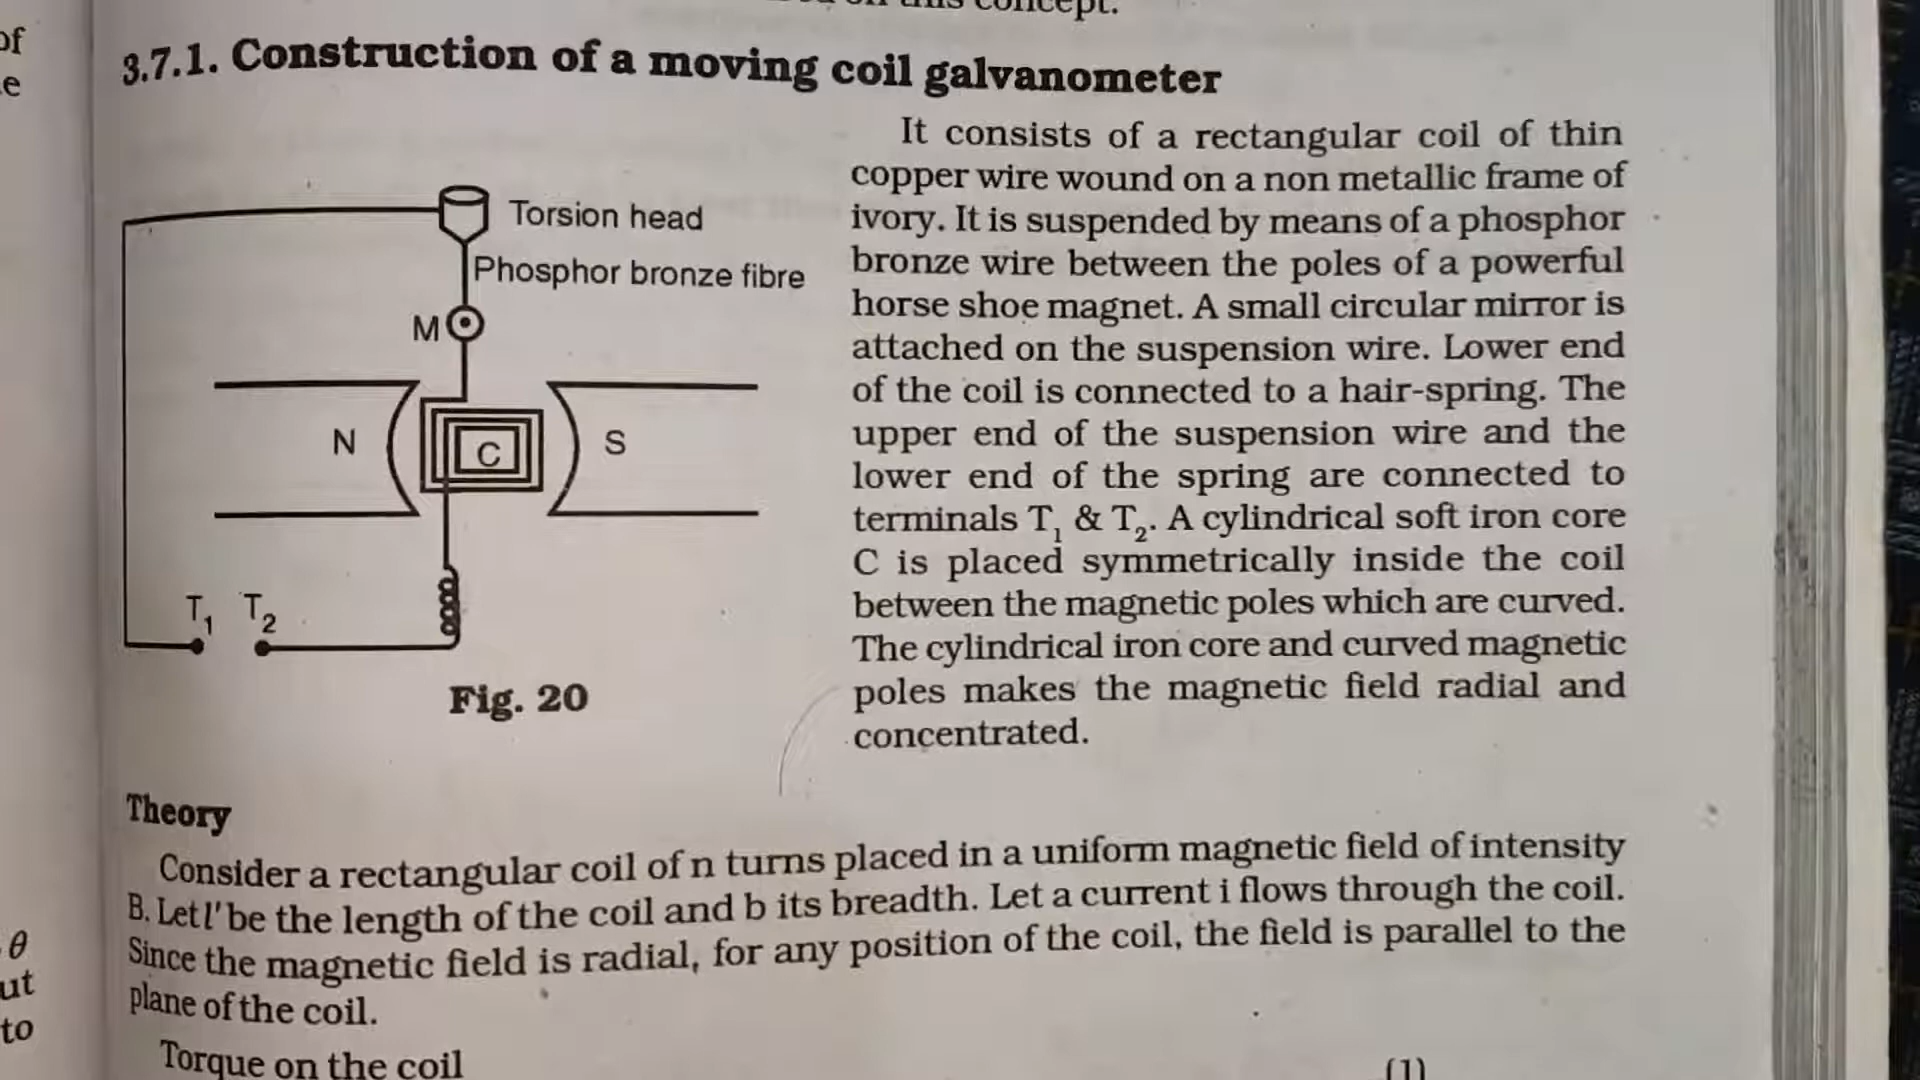 of
e
on this concept.
3.7.1. Construction of a moving coil galvanometer
Torsion head
Phosphor bronze fibre
M
N
C
S
T₁ T₂
Fig. 20
It consists of a rectangular coil of thin
copper wire wound on a non metallic frame of
ivory. It is suspended by means of a phosphor
bronze wire between the poles of a powerful
horse shoe magnet. A small circular mirror is
attached on the suspension wire. Lower end
of the coil is connected to a hair-spring. The
upper end of the suspension wire and the
lower end of the spring are connected to
terminals T₁ & T₂. A cylindrical soft iron core
C is placed symmetrically inside the coil
between the magnetic poles which are curved.
The cylindrical iron core and curved magnetic
poles makes the magnetic field radial and
concentrated.
Theory
Consider a rectangular coil of n turns placed in a uniform magnetic field of intensity
B. Let l' be the length of the coil and b its breadth. Let a current i flows through the coil.
Since the magnetic field is radial, for any position of the coil, the field is parallel to the
plane of the coil.
Torque on the coil
(1)
θ
ut
to